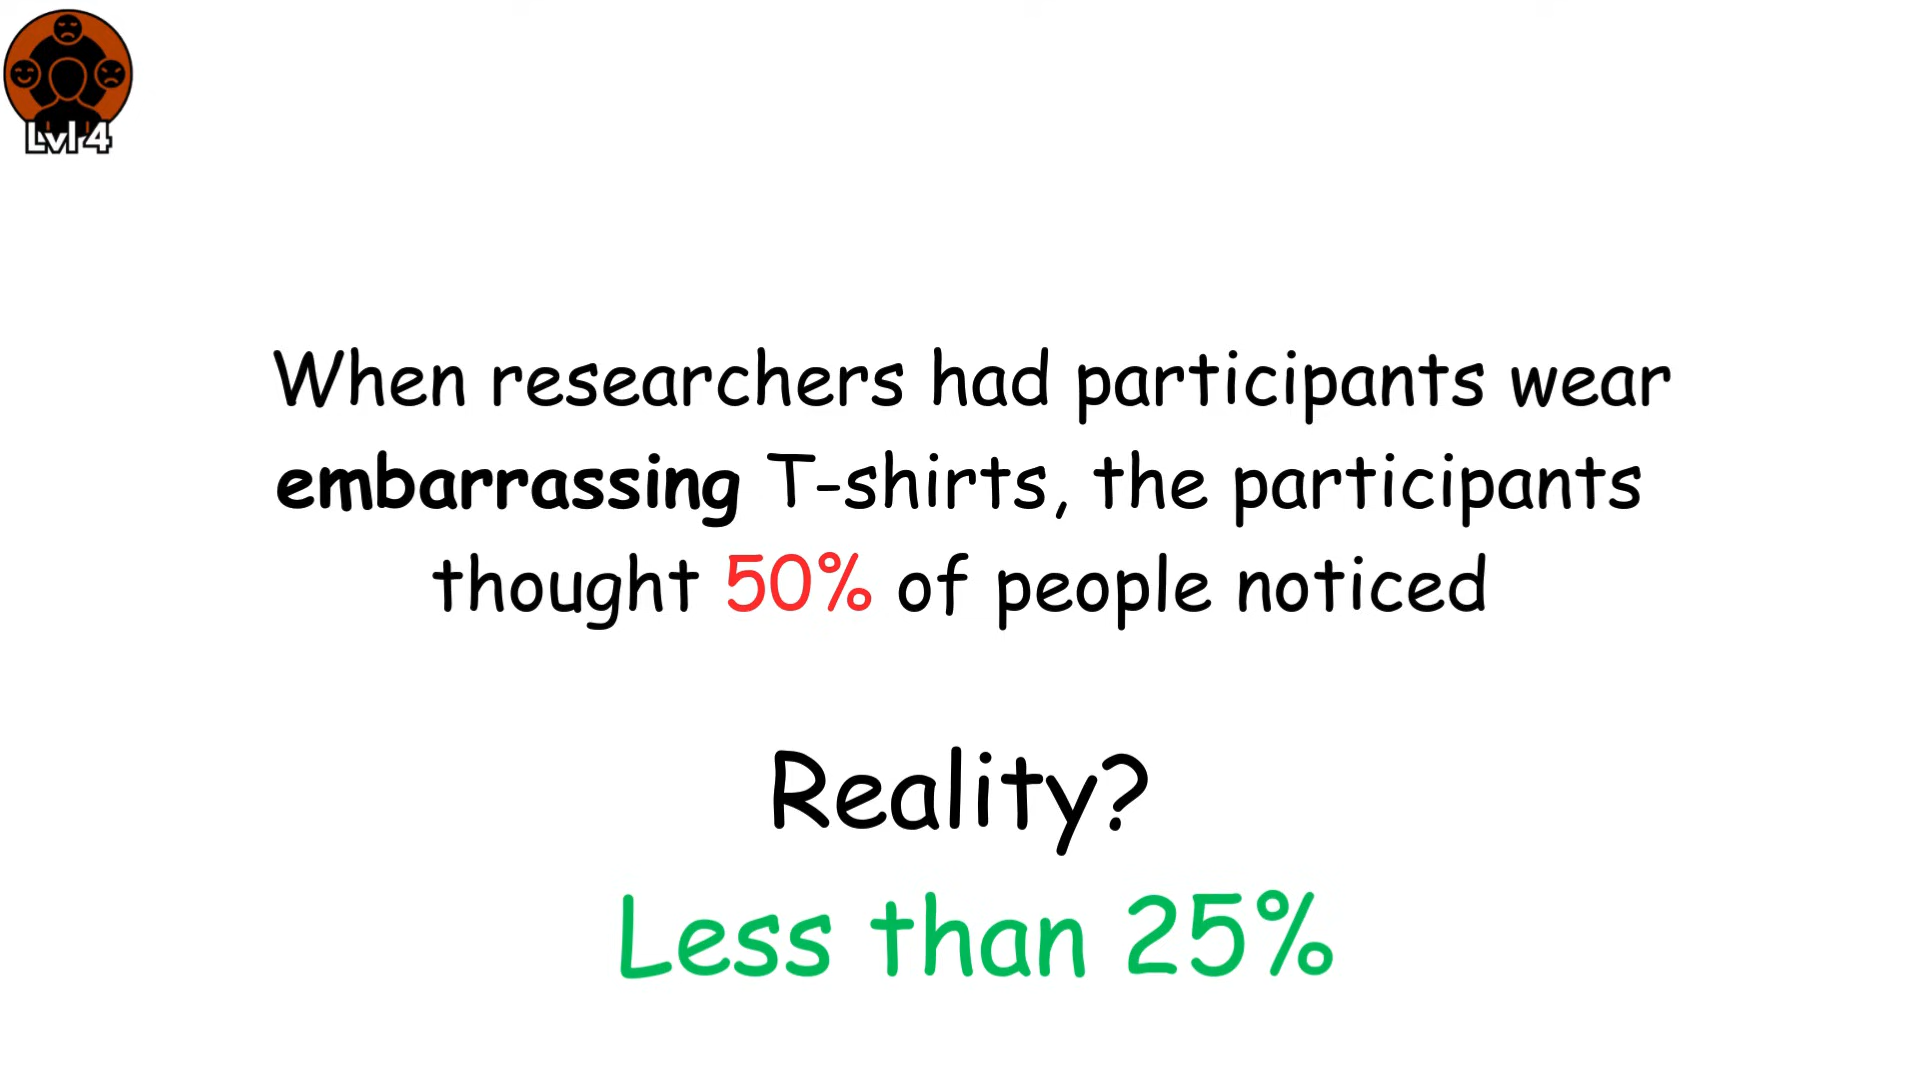 Lvl 4
When researchers had participants wear
embarrassing T-shirts, the participants
thought 50% of people noticed
Reality?
Less than 25%